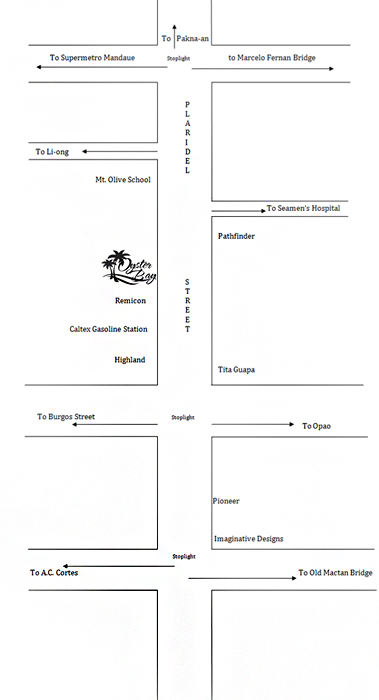 To Pakna-an
To Supermetro Mandaue
Stoplight
to Marcelo Fernan Bridge
PLARIDEL
To Li-ong
Mt. Olive School
To Seamen's Hospital
Pathfinder
Oyster
Bay
STREET
Remicon
Caltex Gasoline Station
Highland
Tita Guapa
To Burgos Street
Stoplight
To Opao
Pioneer
Imaginative Designs
Stoplight
To A.C. Cortes
To Old Mactan Bridge